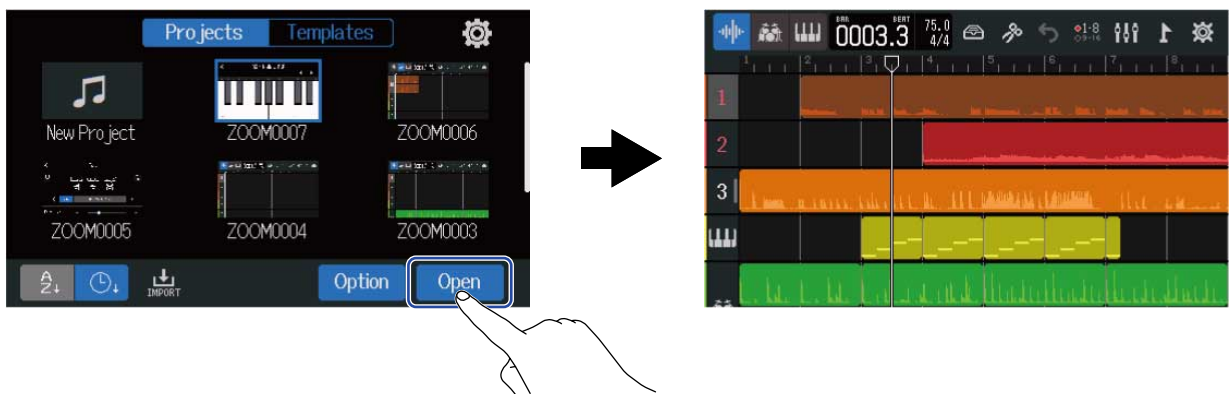 Projects Templates
New Project ZOOM0007 ZOOM0006
ZOOM0005 ZOOM0004 ZOOM0003
A Z IMPORT Option Open
BAR BEAT
0003.3 75.0 4/4 1-8 9-16
1 2 3 4 5 6 7 8
1
2
3